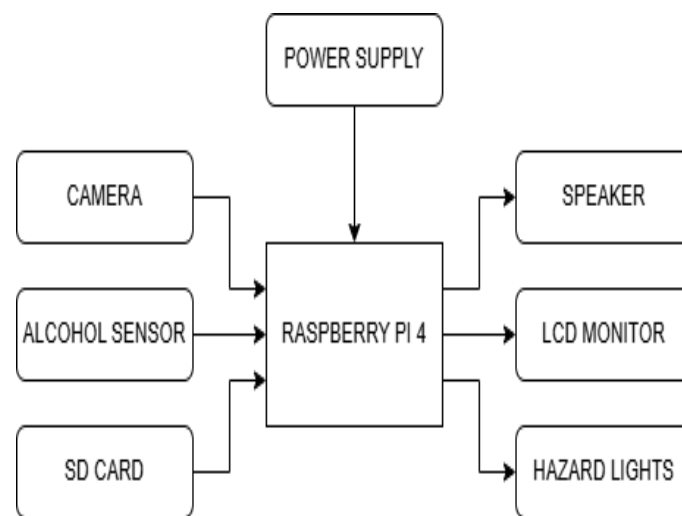 POWER SUPPLY
CAMERA
SPEAKER
ALCOHOL SENSOR
RASPBERRY PI 4
LCD MONITOR
SD CARD
HAZARD LIGHTS